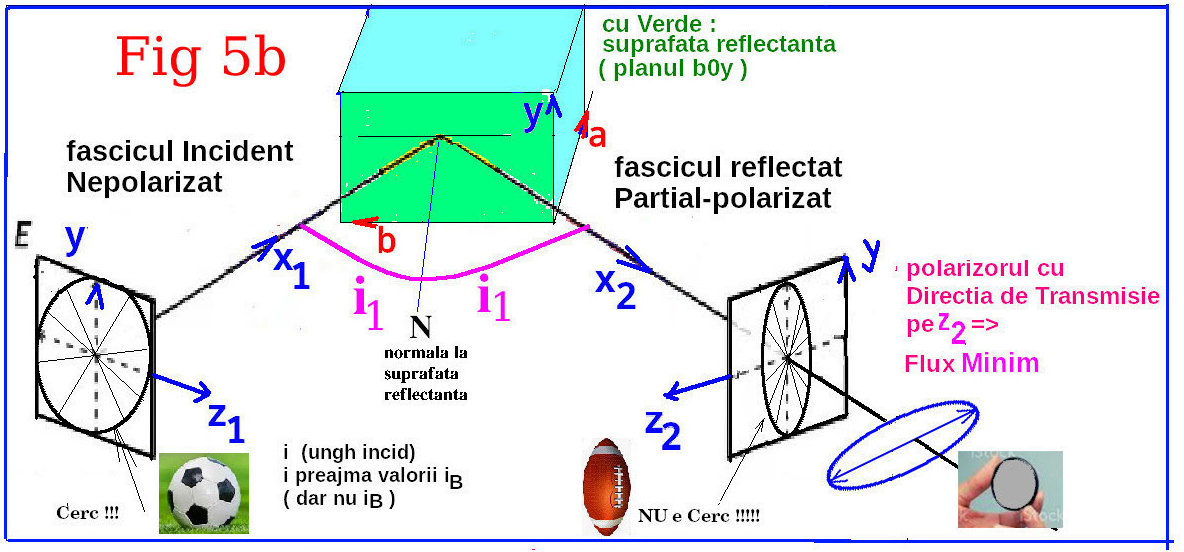 Fig 5b
cu Verde :
suprafata reflectanta
( planul b0y )
y
a
fascicul Incident
Nepolarizat
fascicul reflectat
Partial-polarizat
E
y
b
x1
x2
y
i1
i1
polarizorul cu
Directia de Transmisie
pe z2 =>
Flux Minim
N
normala la
suprafata
reflectanta
z1
z2
i (ungh incid)
i preajma valorii iB
( dar nu iB )
Cerc !!!
NU e Cerc !!!!!
iStock
iStock